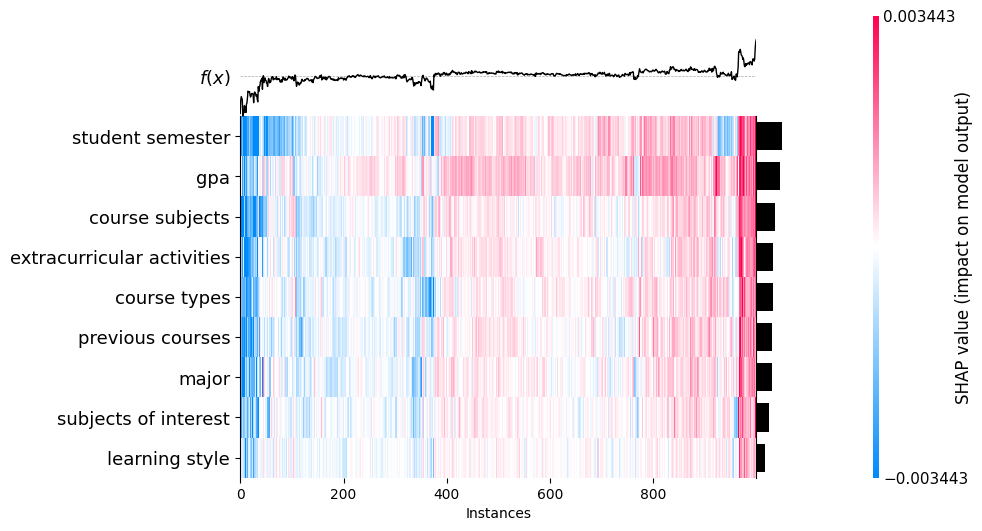 0.003443
f(x)
student semester
gpa
course subjects
extracurricular activities
course types
previous courses
major
subjects of interest
learning style
0 200 400 600 800
Instances
−0.003443
SHAP value (impact on model output)